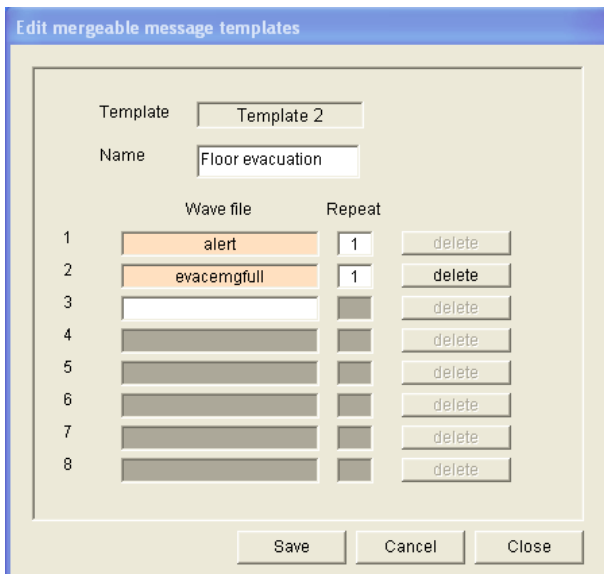 Edit mergeable message templates
Template Template 2
Name Floor evacuation
Wave file Repeat
1 alert 1 delete
2 evacemgfull 1 delete
3 delete
4 delete
5 delete
6 delete
7 delete
8 delete
Save Cancel Close